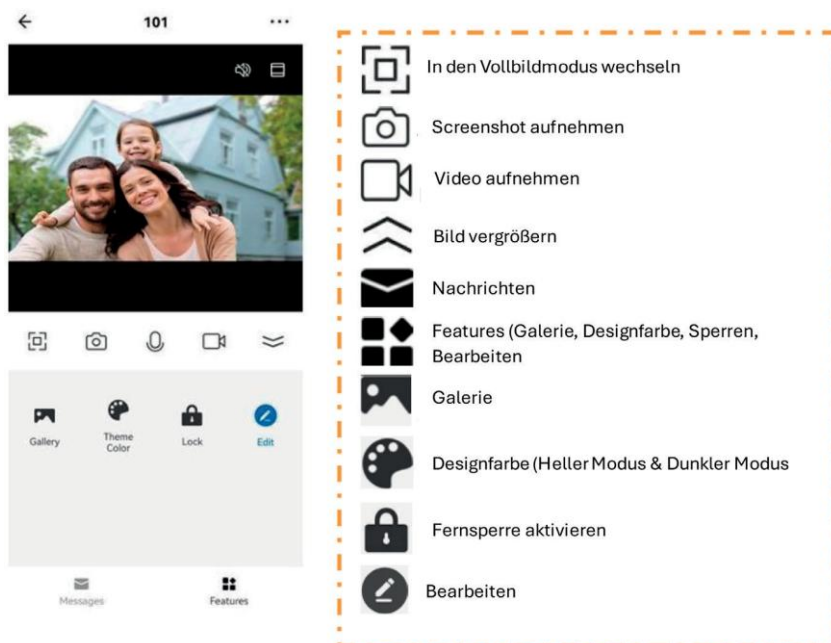 101
In den Vollbildmodus wechseln
Screenshot aufnehmen
Video aufnehmen
Bild vergrößern
Nachrichten
Features (Galerie, Designfarbe, Sperren,
Bearbeiten
Galerie
Designfarbe (Heller Modus & Dunkler Modus
Fernsperre aktivieren
Bearbeiten
Gallery
Theme
Color
Lock
Edit
Messages
Features